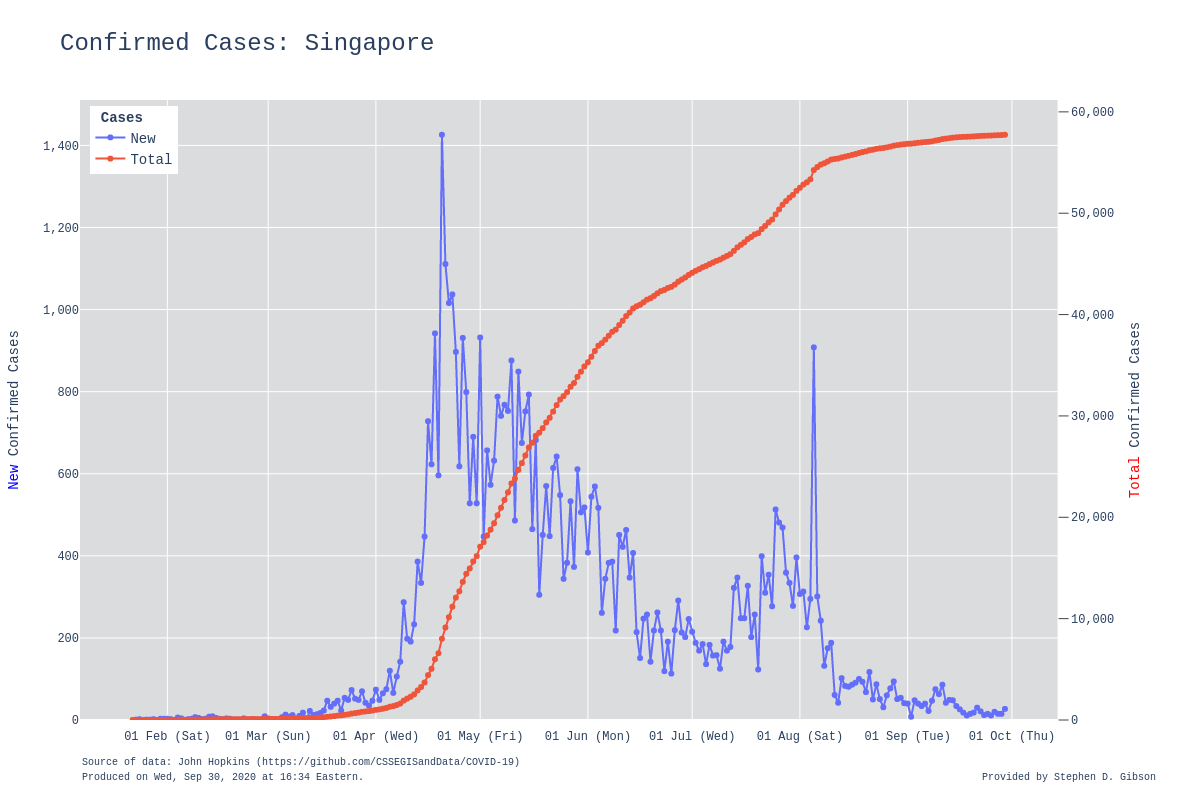 Confirmed Cases: Singapore
Cases
New
Total
1,400
1,200
1,000
800
600
400
200
0
60,000
50,000
40,000
30,000
20,000
10,000
0
New Confirmed Cases
Total Confirmed Cases
01 Feb (Sat) 01 Mar (Sun) 01 Apr (Wed) 01 May (Fri) 01 Jun (Mon) 01 Jul (Wed) 01 Aug (Sat) 01 Sep (Tue) 01 Oct (Thu)
Source of data: John Hopkins (https://github.com/CSSEGISandData/COVID-19)
Produced on Wed, Sep 30, 2020 at 16:34 Eastern.
Provided by Stephen D. Gibson